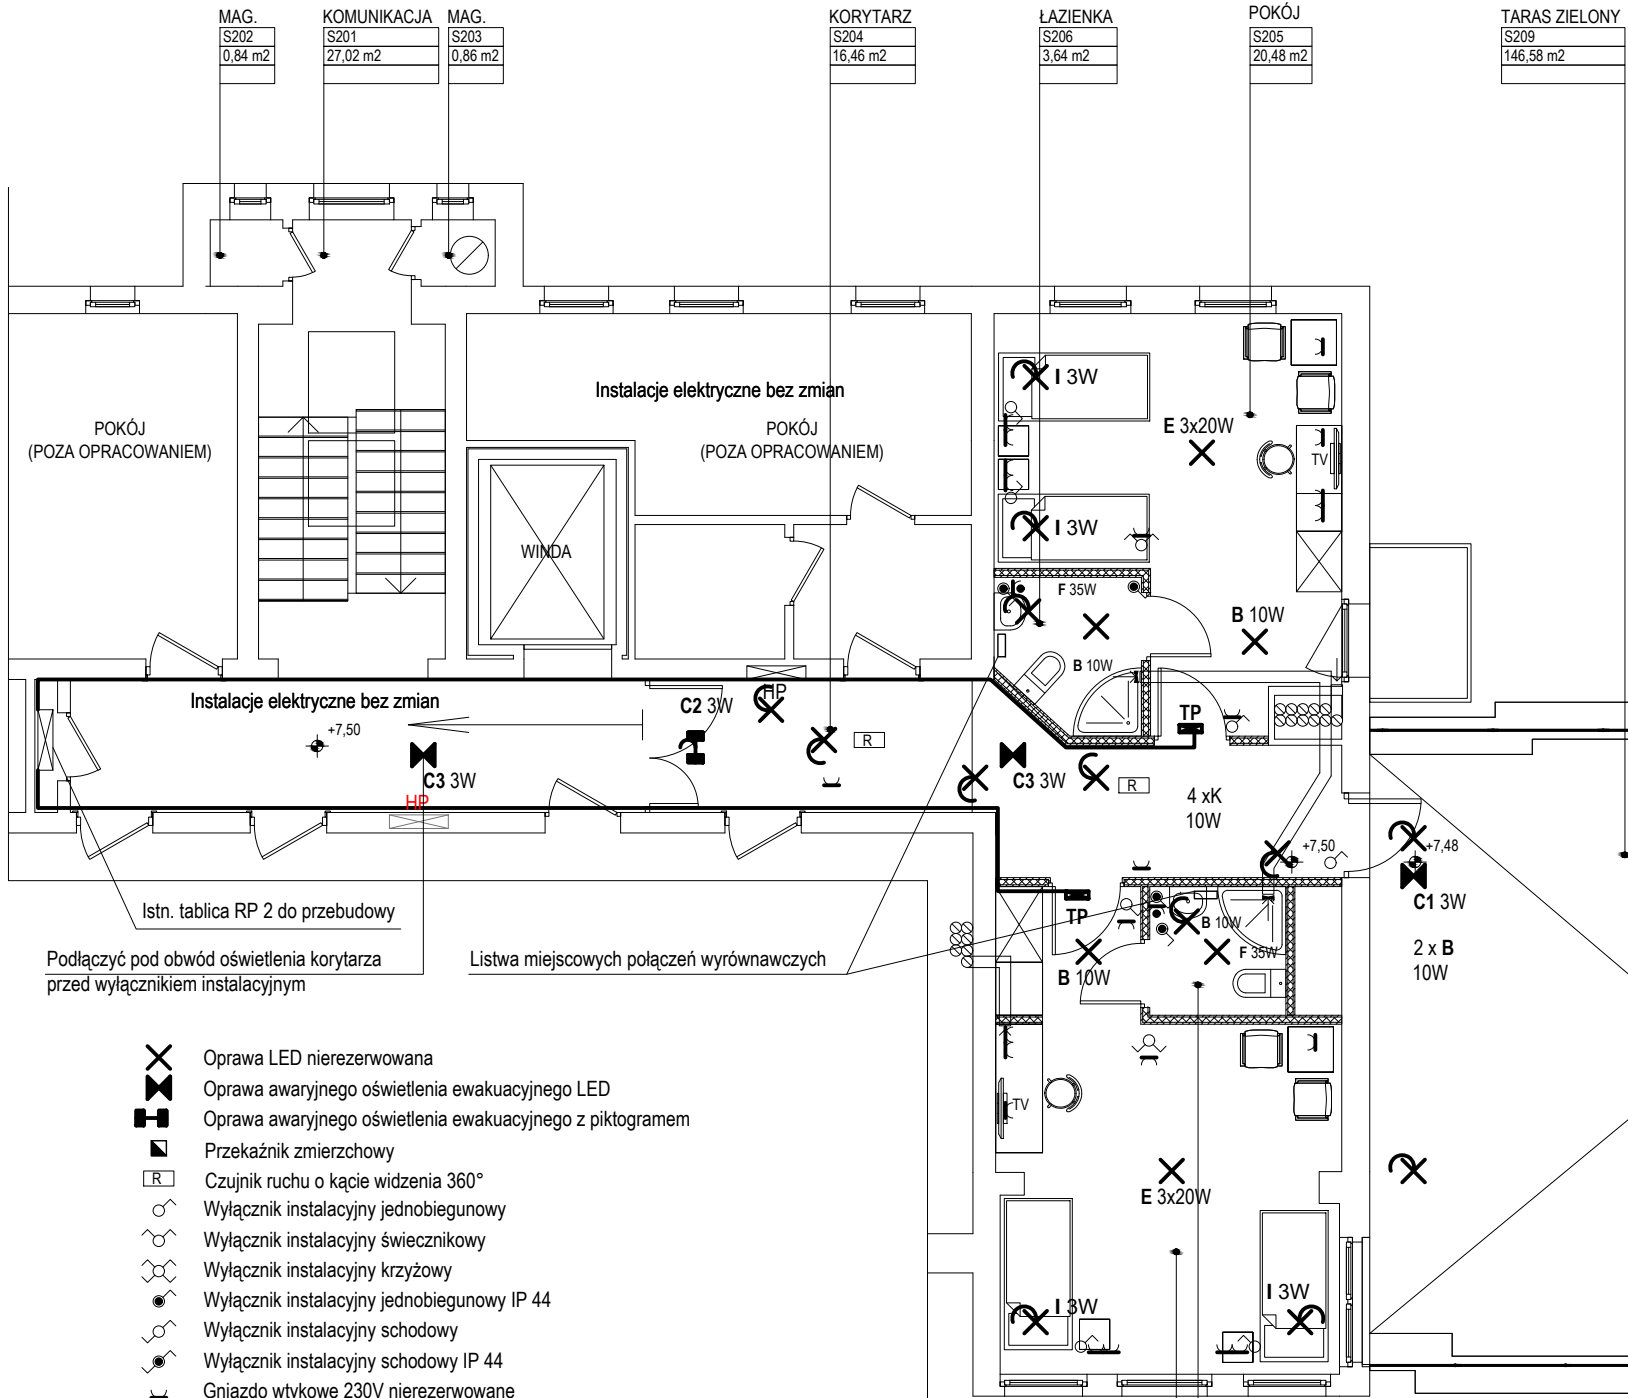 MAG.
S202
0,84 m2
KOMUNIKACJA
S201
27,02 m2
MAG.
S203
0,86 m2
KORYTARZ
S204
16,46 m2
ŁAZIENKA
S206
3,64 m2
POKÓJ
S205
20,48 m2
TARAS ZIELONY
S209
146,58 m2
POKÓJ
(POZA OPRACOWANIEM)
Instalacje elektryczne bez zmian
POKÓJ
(POZA OPRACOWANIEM)
WINDA
I 3W
E 3x20W
TV
I 3W
F 35W
B 10W
B 10W
Instalacje elektryczne bez zmian
+7,50
C3 3W
HP
C2 3W
HP
R
C3 3W
R
TP
4 xK
10W
+7,50
+7,48
C1 3W
2 x B
10W
TP
B 10W
B 10W
F 35W
TV
E 3x20W
I 3W
I 3W
Istn. tablica RP 2 do przebudowy
Podłączyć pod obwód oświetlenia korytarza
przed wyłącznikiem instalacyjnym
Listwa miejscowych połączeń wyrównawczych
Oprawa LED nierezerwowana
Oprawa awaryjnego oświetlenia ewakuacyjnego LED
Oprawa awaryjnego oświetlenia ewakuacyjnego z piktogramem
Przekaźnik zmierzchowy
R Czujnik ruchu o kącie widzenia 360°
Wyłącznik instalacyjny jednobiegunowy
Wyłącznik instalacyjny świecznikowy
Wyłącznik instalacyjny krzyżowy
Wyłącznik instalacyjny jednobiegunowy IP 44
Wyłącznik instalacyjny schodowy
Wyłącznik instalacyjny schodowy IP 44
Gniazdo wtykowe 230V nierezerwowane